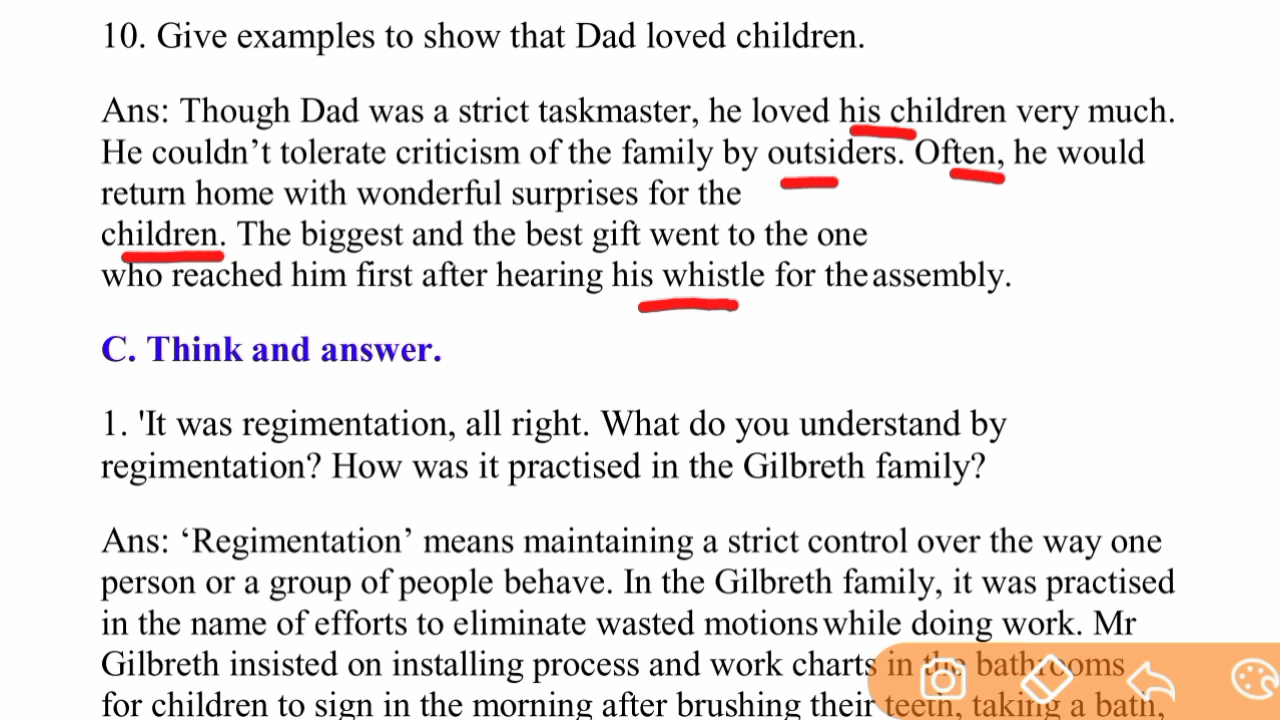 10. Give examples to show that Dad loved children.
Ans: Though Dad was a strict taskmaster, he loved his children very much.
He couldn’t tolerate criticism of the family by outsiders. Often, he would
return home with wonderful surprises for the
children. The biggest and the best gift went to the one
who reached him first after hearing his whistle for the assembly.
C. Think and answer.
1. 'It was regimentation, all right. What do you understand by
regimentation? How was it practised in the Gilbreth family?
Ans: ‘Regimentation’ means maintaining a strict control over the way one
person or a group of people behave. In the Gilbreth family, it was practised
in the name of efforts to eliminate wasted motions while doing work. Mr
Gilbreth insisted on installing process and work charts in the bathrooms
for children to sign in the morning after brushing their teeth, taking a bath,